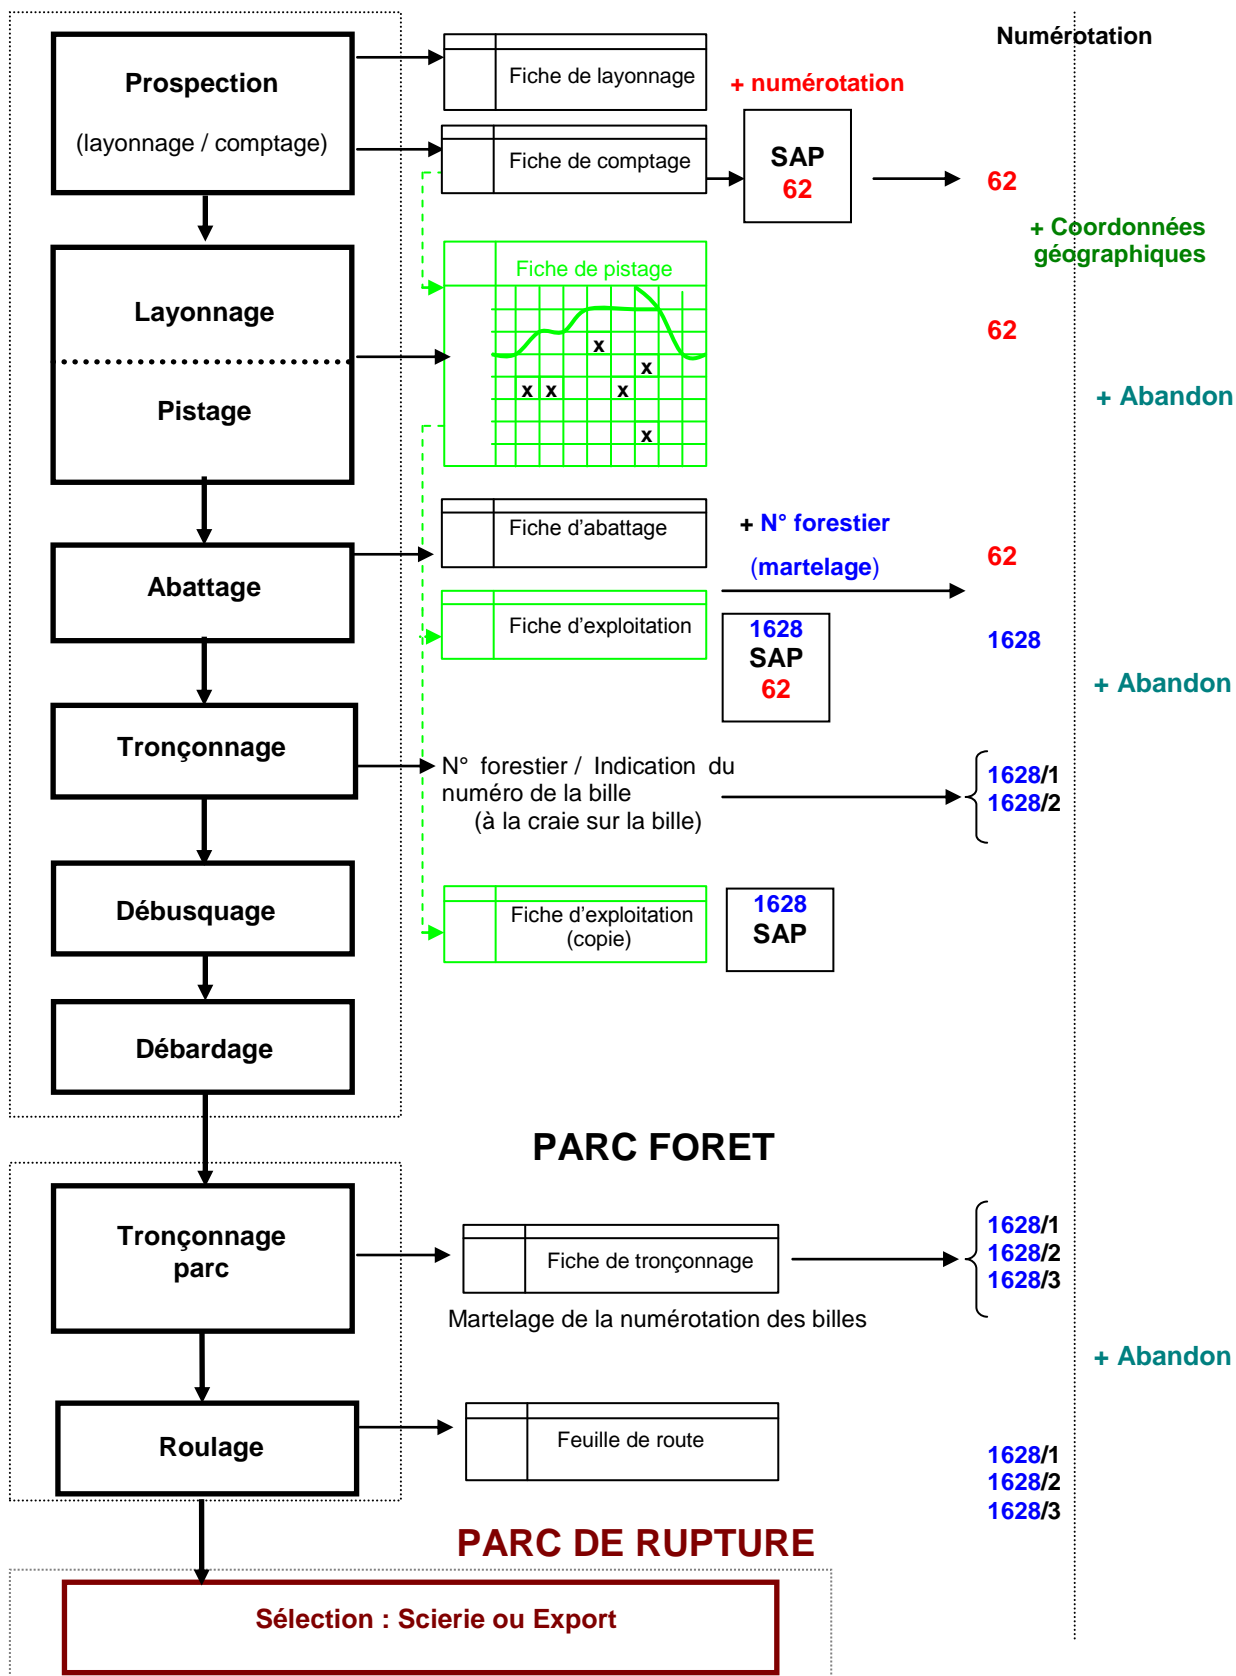 Numérotation
Prospection
(layonnage / comptage)
Fiche de layonnage
+ numérotation
Fiche de comptage
SAP
62
62
+ Coordonnées
géographiques
Layonnage
Pistage
Fiche de pistage
x
x
x x x
x
62
+ Abandon
Abattage
Fiche d'abattage
+ N° forestier
(martelage)
62
Fiche d'exploitation
1628
SAP
62
1628
+ Abandon
Tronçonnage
N° forestier / Indication du
numéro de la bille
(à la craie sur la bille)
1628/1
1628/2
Débusquage
Fiche d'exploitation
(copie)
1628
SAP
Débardage
PARC FORET
Tronçonnage
parc
Fiche de tronçonnage
1628/1
1628/2
1628/3
Martelage de la numérotation des billes
+ Abandon
Roulage
Feuille de route
1628/1
1628/2
1628/3
PARC DE RUPTURE
Sélection : Scierie ou Export